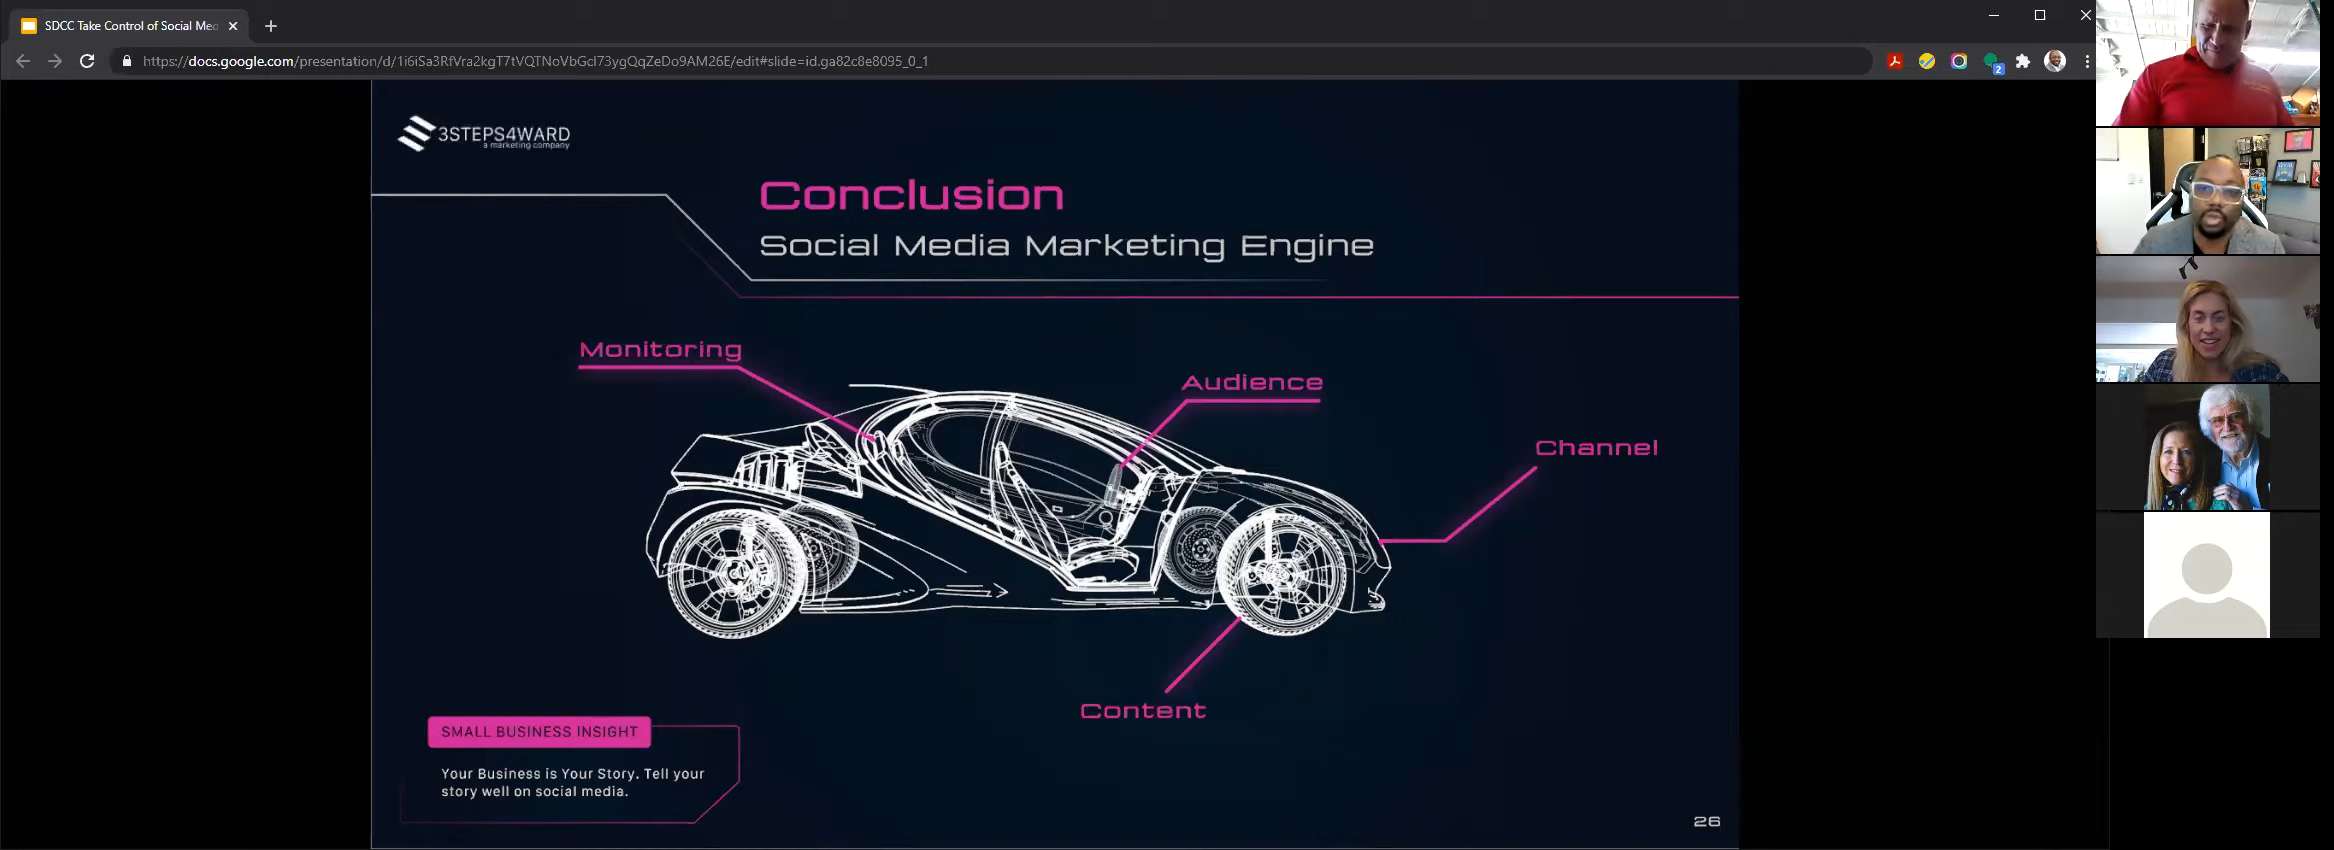 SDCC Take Control of Social Med
https://docs.google.com/presentation/d/1i6iSa3RfVra2kgT7tVQTNoVbGcl73ygQqZeDo9AM26E/edit#slide=id.ga82c8e8095_0_1
2
3STEPS4WARD
a marketing company
Conclusion
Social Media Marketing Engine
Monitoring
Audience
Channel
Content
SMALL BUSINESS INSIGHT
Your Business is Your Story. Tell your
story well on social media.
26